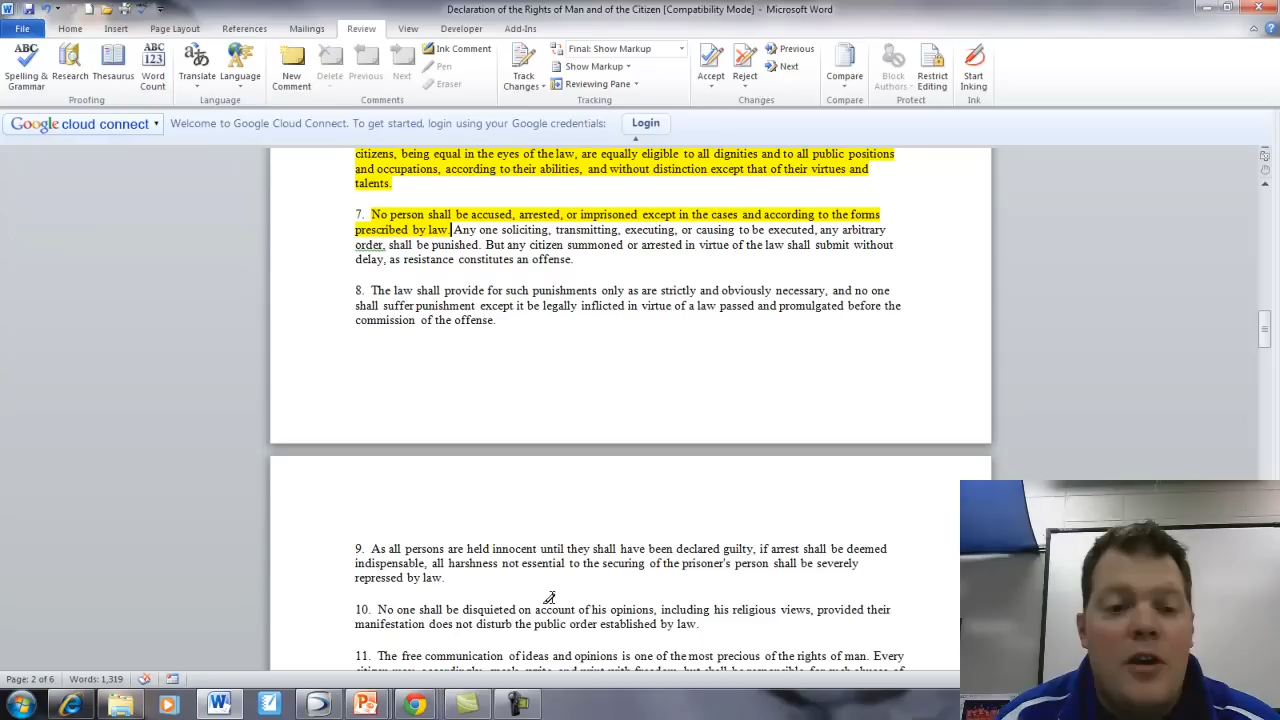 Declaration of the Rights of Man and of the Citizen [Compatibility Mode] - Microsoft Word
File Home Insert Page Layout References Mailings Review View Developer Add-Ins
ABC Spelling & Grammar
Research
Thesaurus
ABC 123 Word Count
Proofing
Translate
Language
Language
New Comment
Delete
Previous
Next
Ink Comment
Pen
Eraser
Comments
Track Changes
Final: Show Markup
Show Markup
Reviewing Pane
Tracking
Accept
Reject
Previous
Next
Changes
Compare
Compare
Block Authors
Restrict Editing
Protect
Start Inking
Ink
Google cloud connect Welcome to Google Cloud Connect. To get started, login using your Google credentials: Login
citizens, being equal in the eyes of the law, are equally eligible to all dignities and to all public positions
and occupations, according to their abilities, and without distinction except that of their virtues and
talents.
7. No person shall be accused, arrested, or imprisoned except in the cases and according to the forms
prescribed by law. Any one soliciting, transmitting, executing, or causing to be executed, any arbitrary
order, shall be punished. But any citizen summoned or arrested in virtue of the law shall submit without
delay, as resistance constitutes an offense.
8. The law shall provide for such punishments only as are strictly and obviously necessary, and no one
shall suffer punishment except it be legally inflicted in virtue of a law passed and promulgated before the
commission of the offense.
9. As all persons are held innocent until they shall have been declared guilty, if arrest shall be deemed
indispensable, all harshness not essential to the securing of the prisoner's person shall be severely
repressed by law.
10. No one shall be disquieted on account of his opinions, including his religious views, provided their
manifestation does not disturb the public order established by law.
11. The free communication of ideas and opinions is one of the most precious of the rights of man. Every
Page: 2 of 6 Words: 1,319